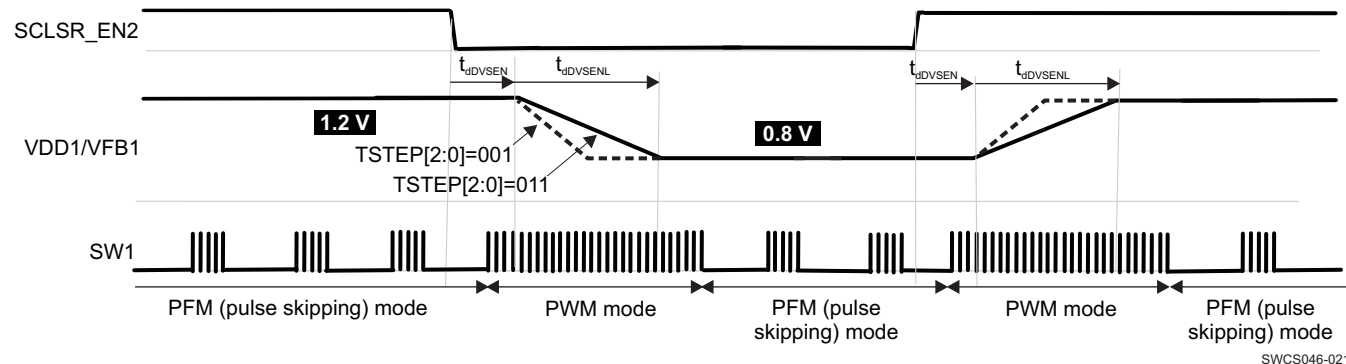 SCLSR_EN2
tdDVSEN
tdDVSENL
tdDVSEN
tdDVSENL
1.2 V
0.8 V
VDD1/VFB1
TSTEP[2:0]=001
TSTEP[2:0]=011
SW1
PFM (pulse skipping) mode
PWM mode
PFM (pulse
skipping) mode
PWM mode
PFM (pulse
skipping) mode